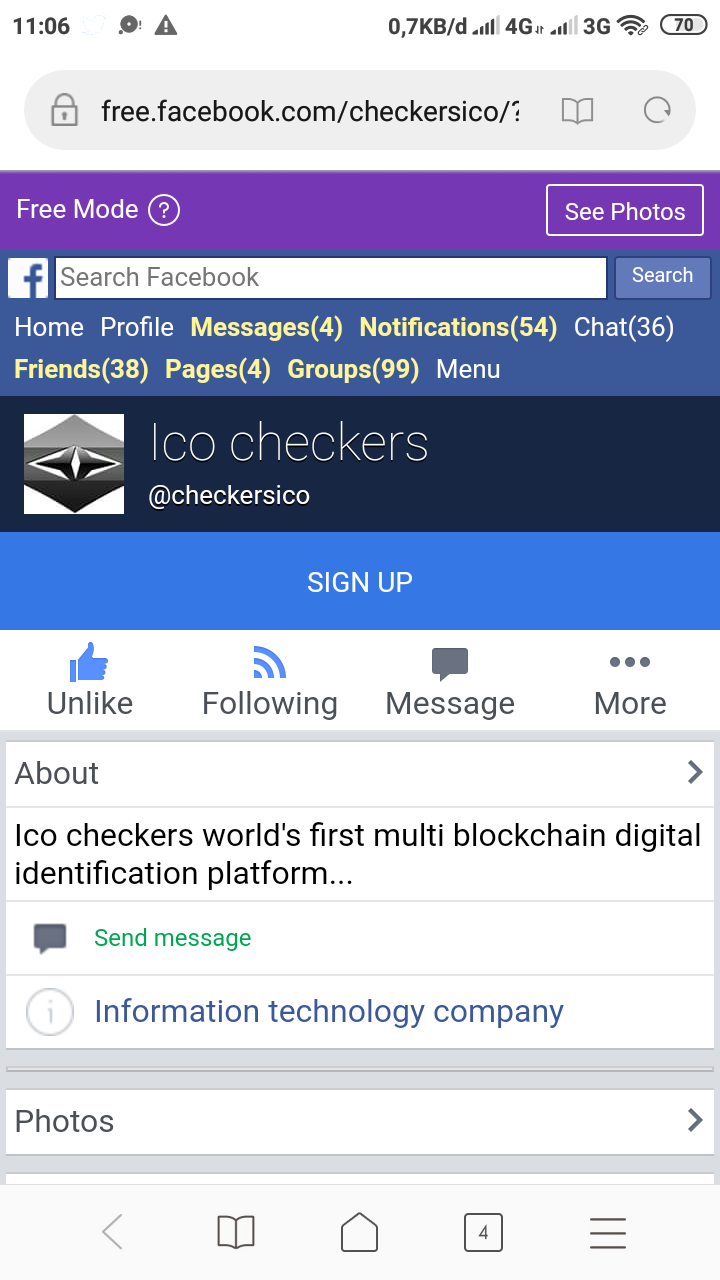 11:06 0,7KB/d 4G 3G 70
free.facebook.com/checkersico/?
Free Mode ? See Photos
f Search Facebook Search
Home Profile Messages(4) Notifications(54) Chat(36)
Friends(38) Pages(4) Groups(99) Menu
Ico checkers
@checkersico
SIGN UP
Unlike Following Message More
About
Ico checkers world's first multi blockchain digital
identification platform...
Send message
Information technology company
Photos
4